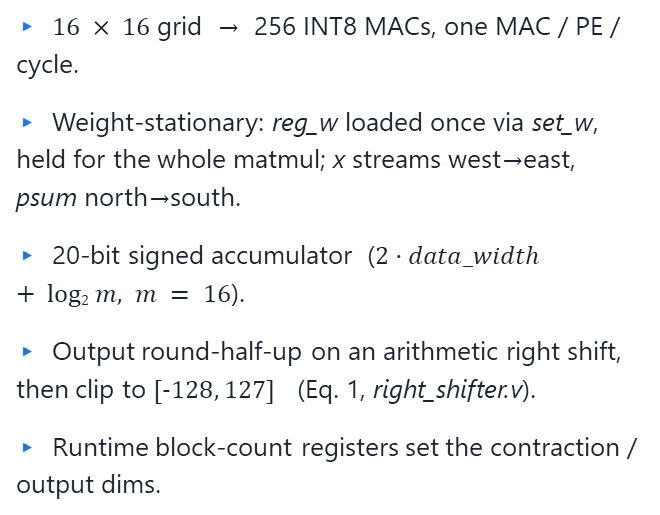 ▸ 16 × 16 grid → 256 INT8 MACs, one MAC / PE /
cycle.
▸ Weight-stationary: reg_w loaded once via set_w,
held for the whole matmul; x streams west→east,
psum north→south.
▸ 20-bit signed accumulator (2 · data_width
+ log₂ m, m = 16).
▸ Output round-half-up on an arithmetic right shift,
then clip to [-128, 127] (Eq. 1, right_shifter.v).
▸ Runtime block-count registers set the contraction /
output dims.